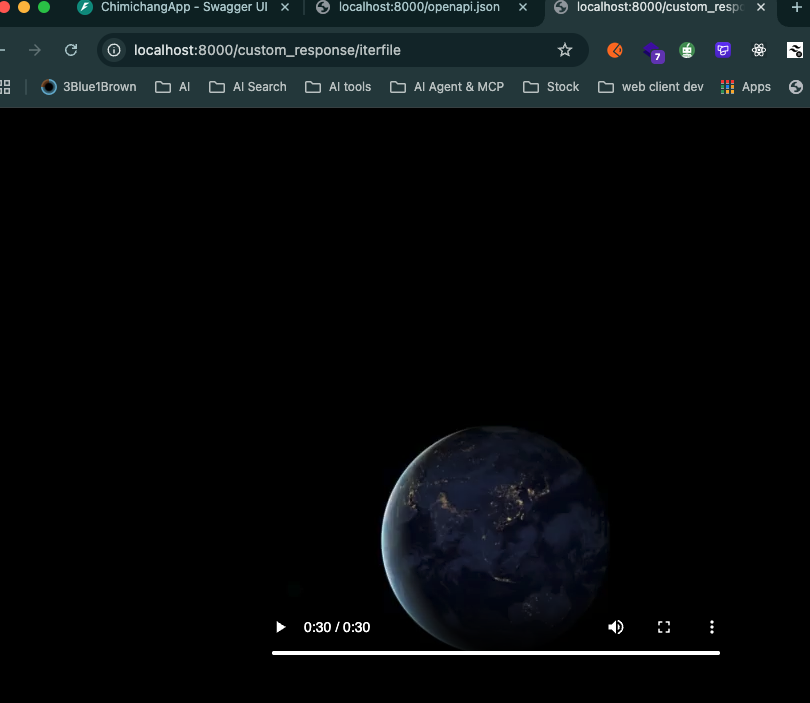 ChimichangApp - Swagger UI
localhost:8000/openapi.json
localhost:8000/custom_resp
localhost:8000/custom_response/iterfile
7
3Blue1Brown
AI
AI Search
AI tools
AI Agent & MCP
Stock
web client dev
Apps
0:30 / 0:30